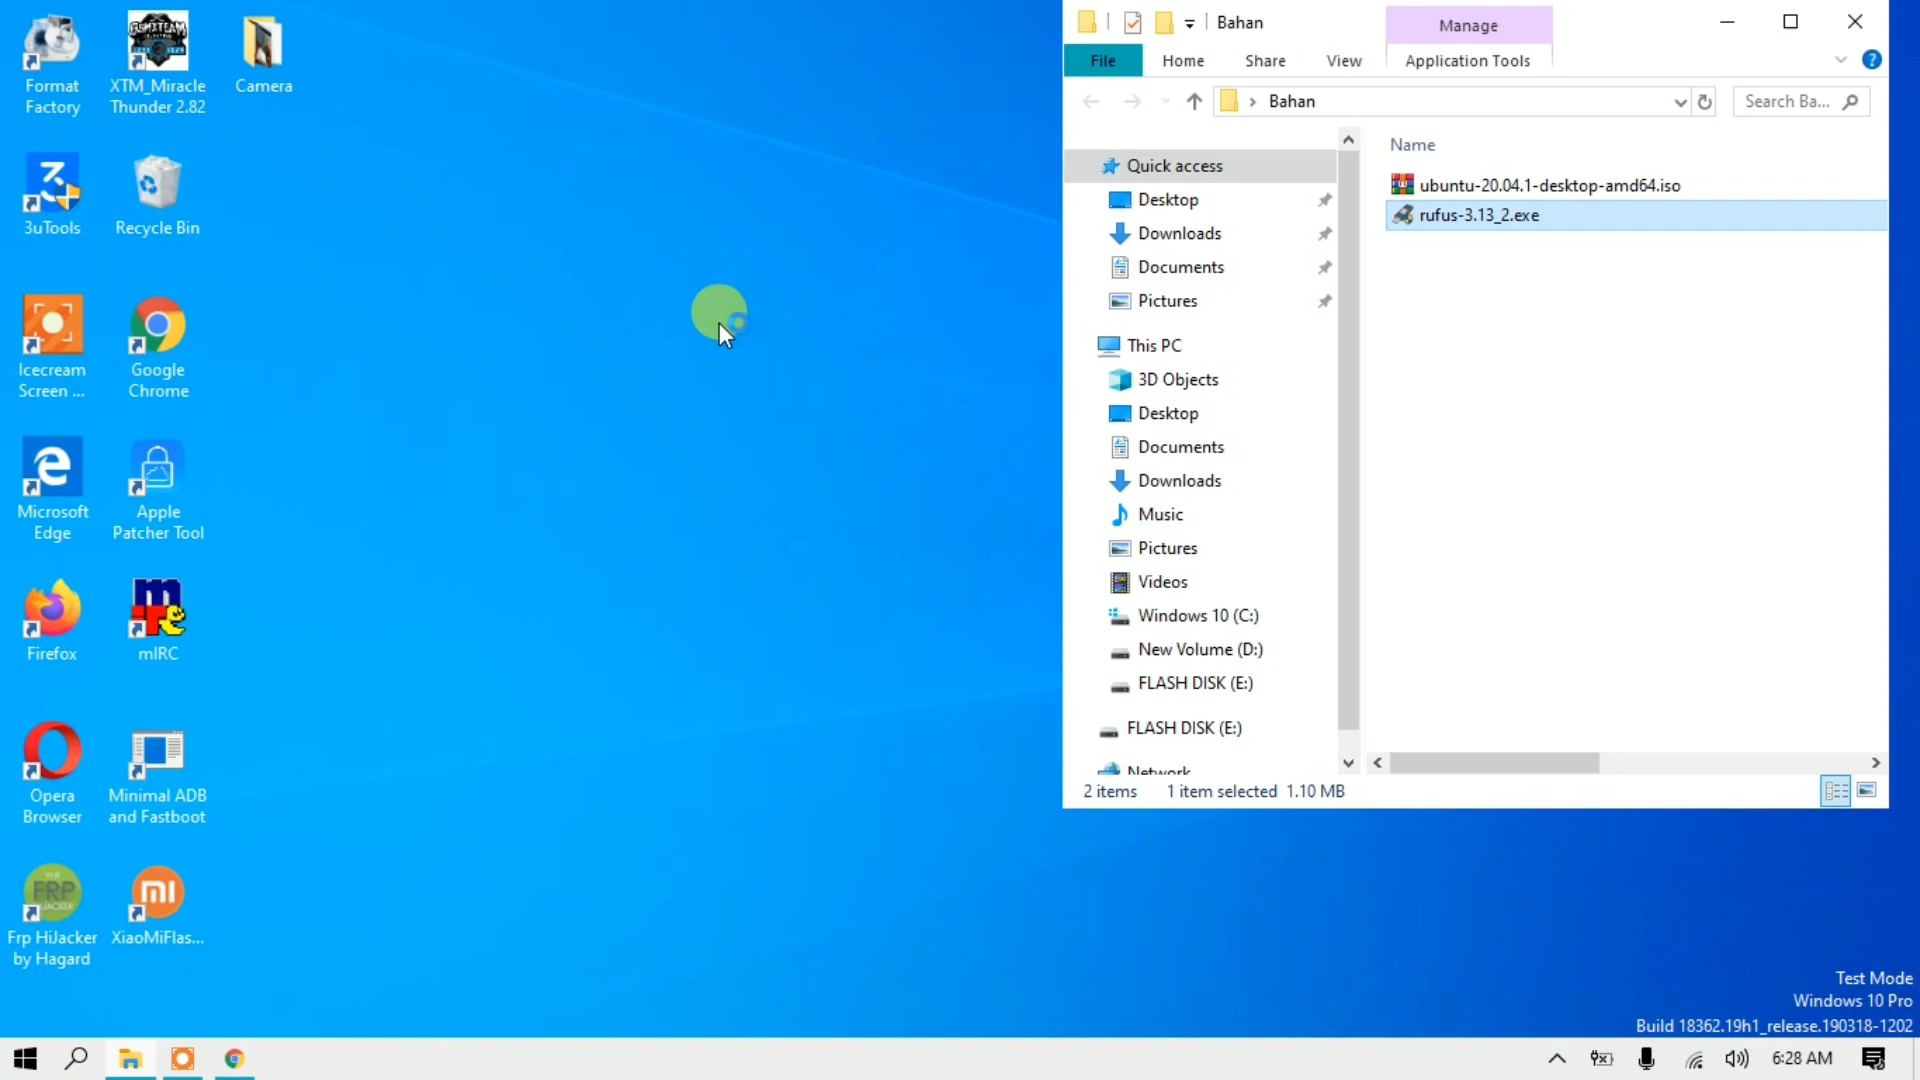 Format
Factory
XTM_Miracle
Thunder 2.82
Camera
3uTools
Recycle Bin
Icecream
Screen ...
Google
Chrome
Microsoft
Edge
Apple
Patcher Tool
Firefox
mIRC
Opera
Browser
Minimal ADB
and Fastboot
Frp HiJacker
by Hagard
XiaoMiFlas...
Bahan
Manage
File
Home
Share
View
Application Tools
Bahan
Search Ba...
Quick access
Desktop
Downloads
Documents
Pictures
This PC
3D Objects
Desktop
Documents
Downloads
Music
Pictures
Videos
Windows 10 (C:)
New Volume (D:)
FLASH DISK (E:)
FLASH DISK (E:)
Network
Name
ubuntu-20.04.1-desktop-amd64.iso
rufus-3.13_2.exe
2 items
1 item selected 1.10 MB
Test Mode
Windows 10 Pro
Build 18362.19h1_release.190318-1202
6:28 AM